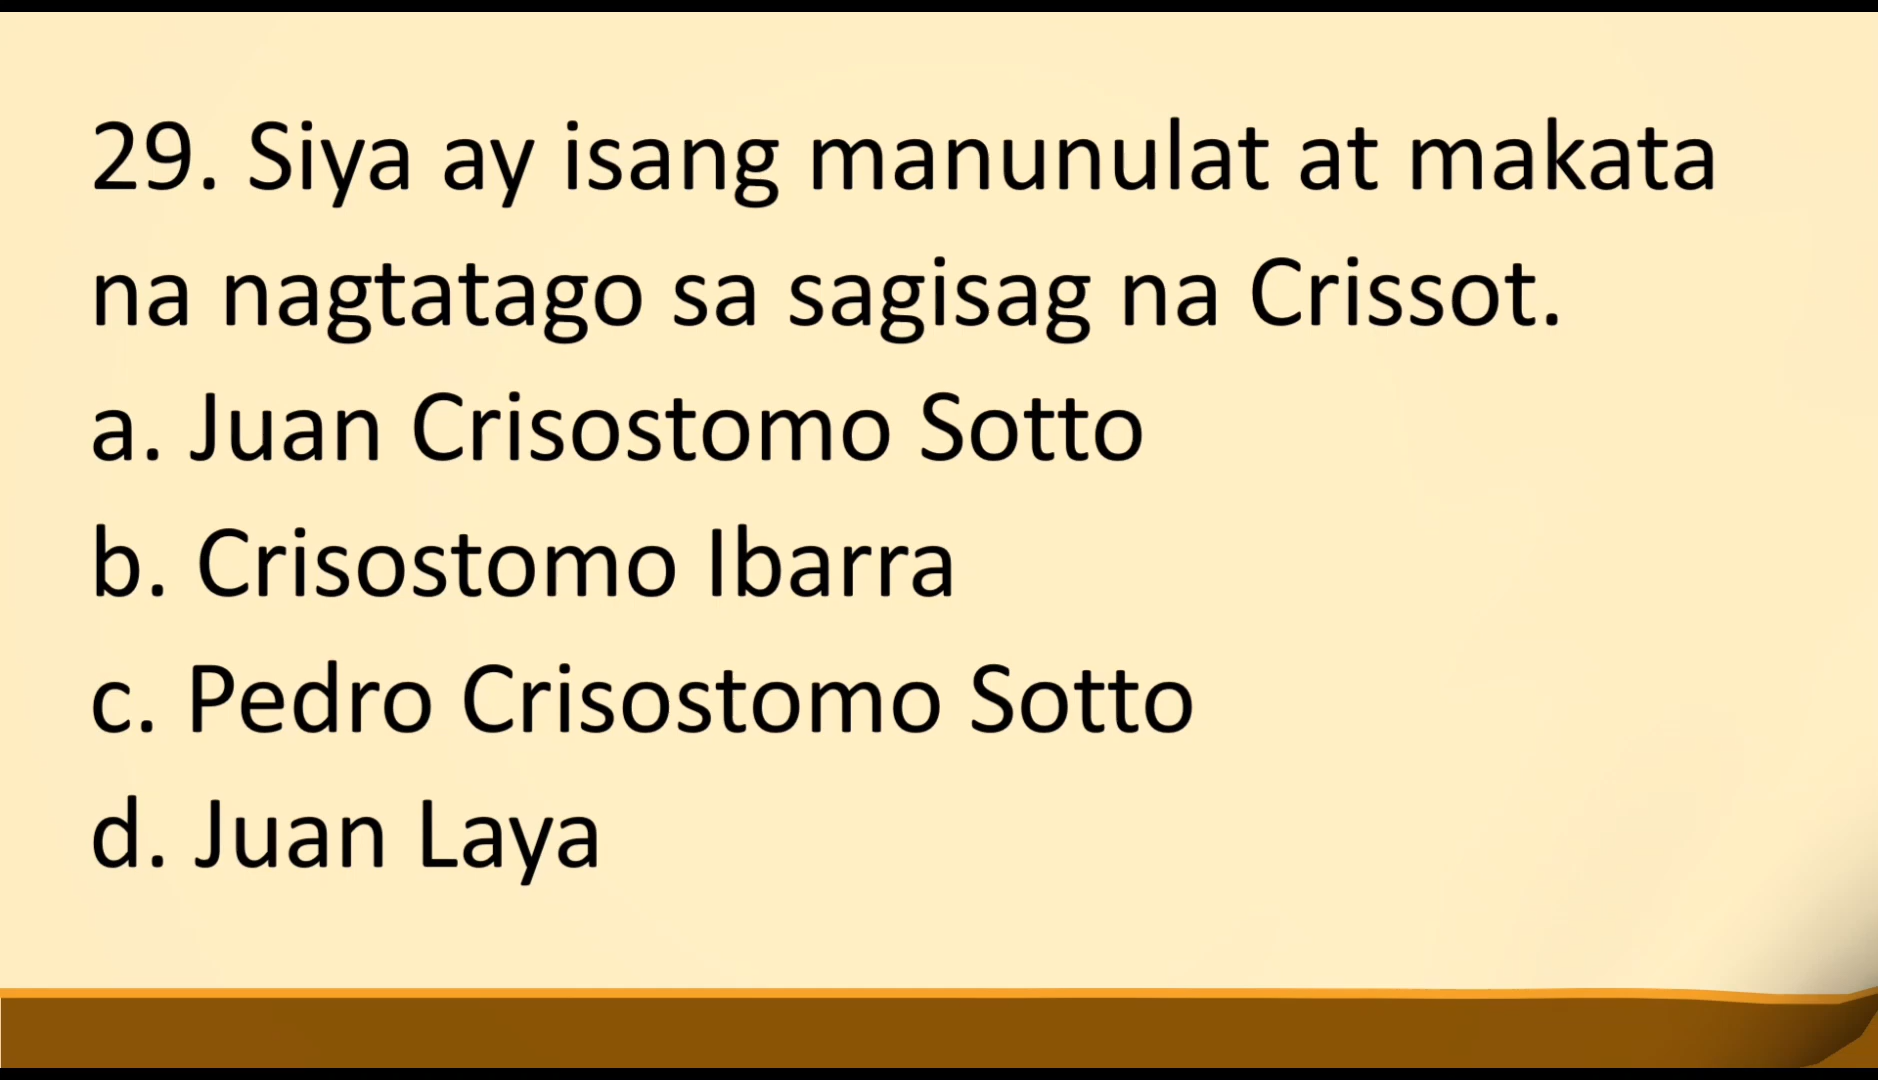 29. Siya ay isang manunulat at makata
na nagtatago sa sagisag na Crissot.
a. Juan Crisostomo Sotto
b. Crisostomo Ibarra
c. Pedro Crisostomo Sotto
d. Juan Laya